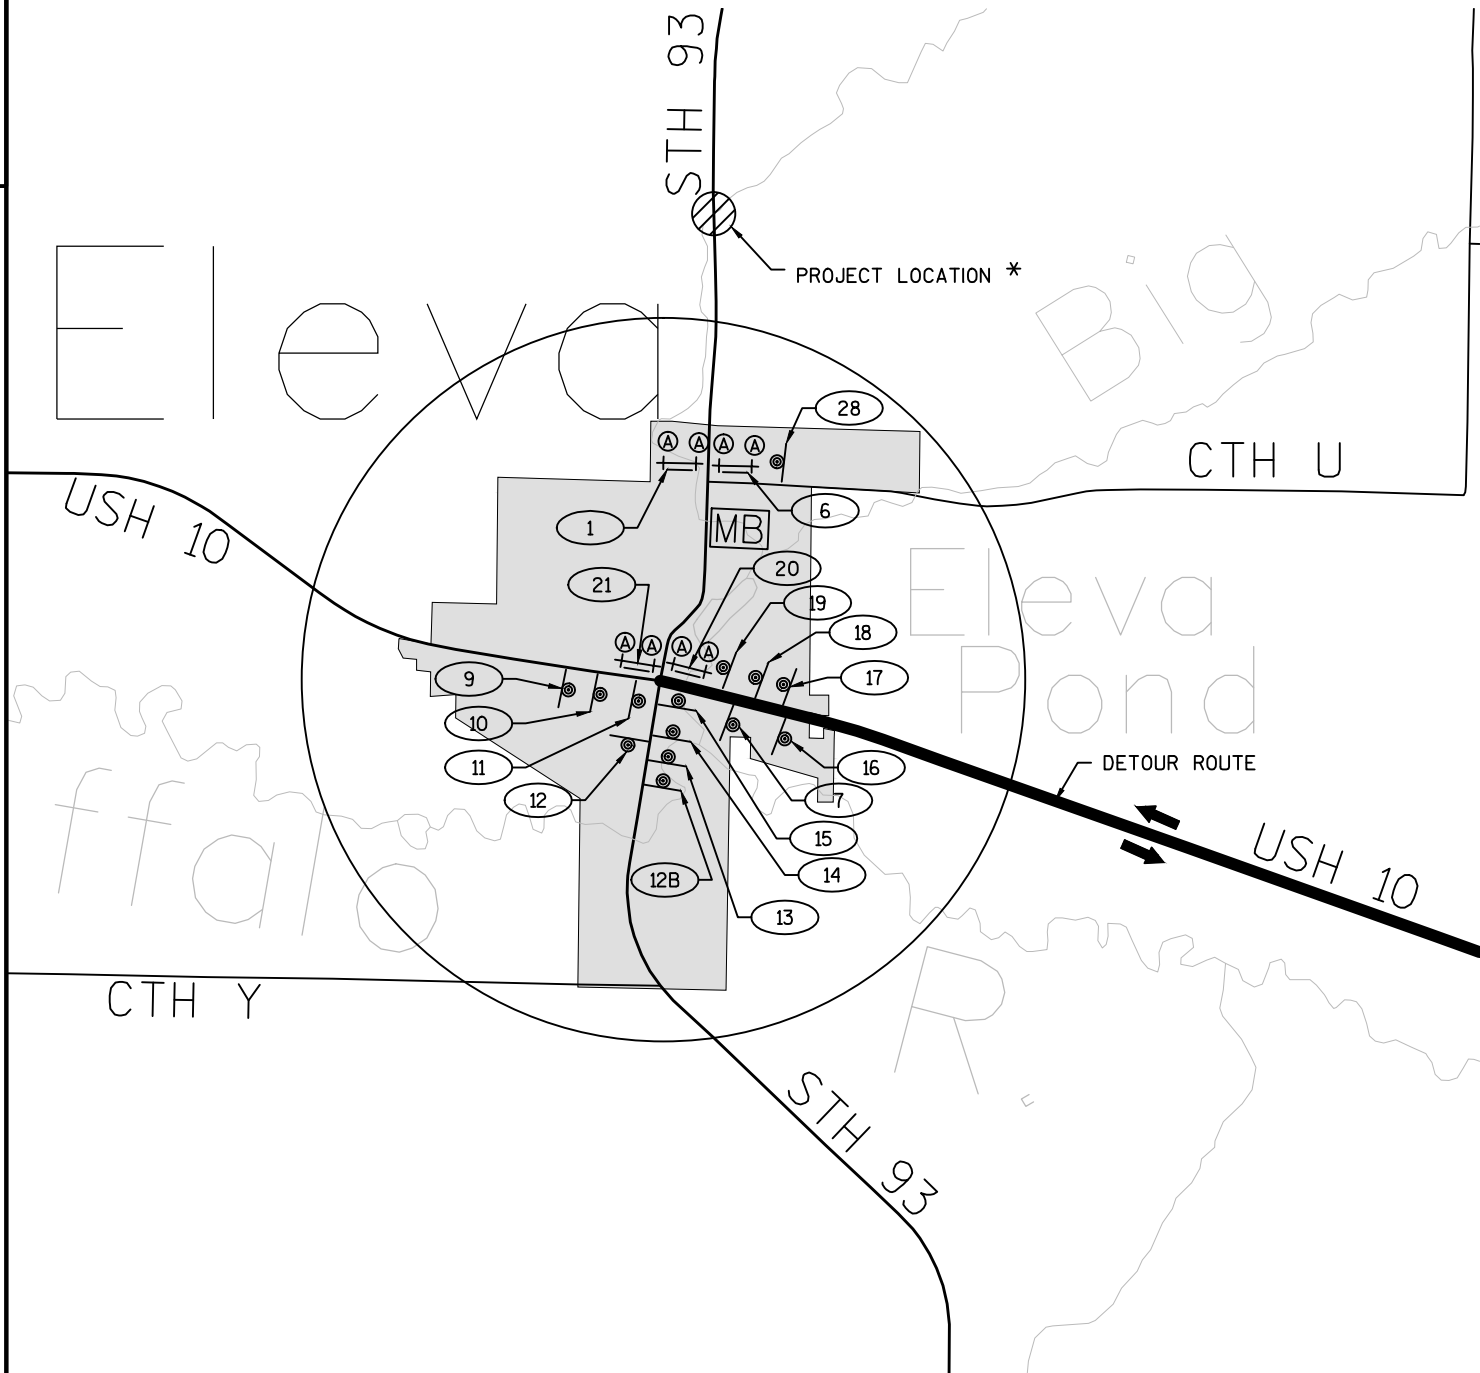 STH 93
PROJECT LOCATION *
Eleva
Big
28
A A A A
CTH U
USH 10
1
6
MB
21
20
Eleva
Pond
19
18
A A A A
9
17
10
11
16
DETOUR ROUTE
12
7
15
USH 10
12B
14
13
ffalo
R.
CTH Y
STH 93